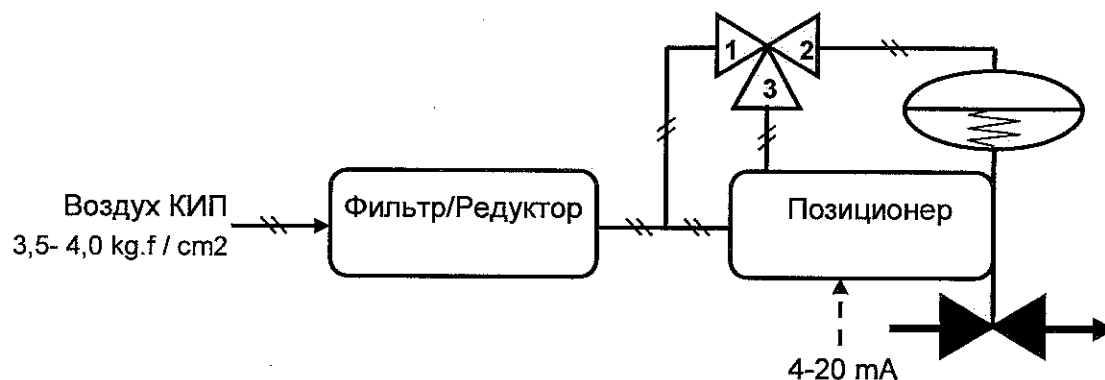 1 2
3
Воздух КИП
3,5- 4,0 kg.f / cm2
Фильтр/Редуктор
Позиционер
4-20 mA